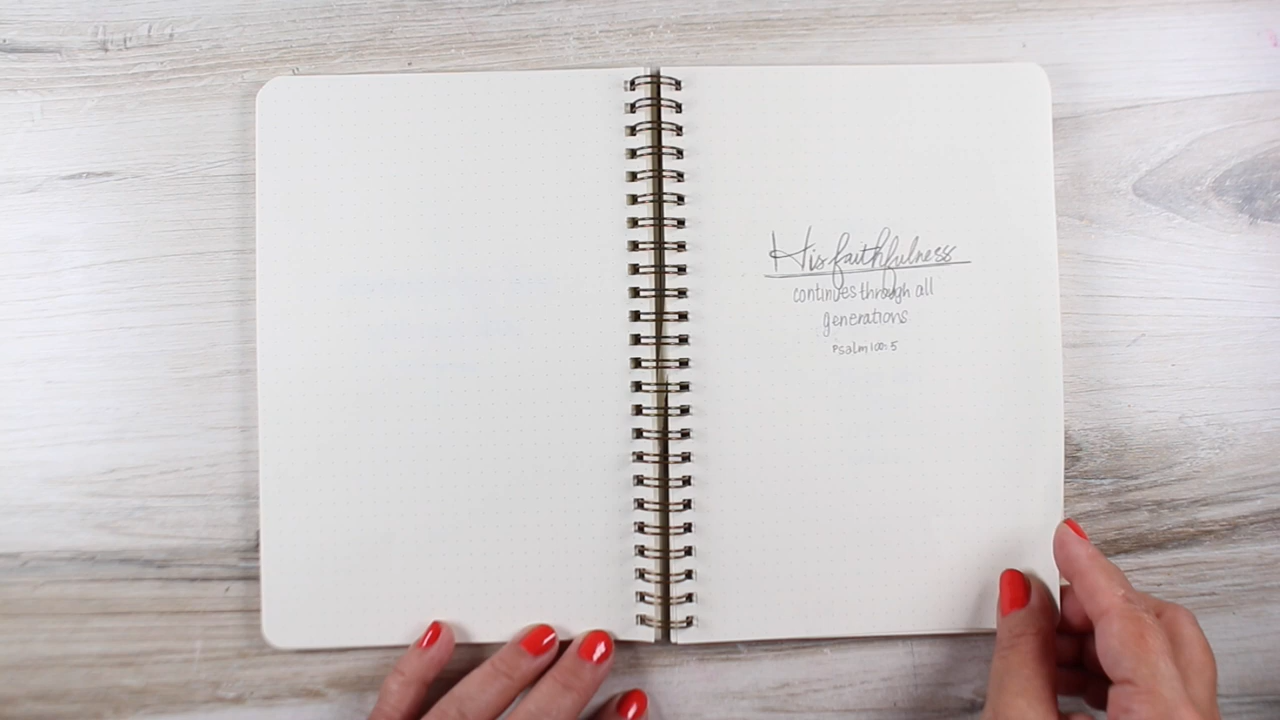 His faithfulness
continues through all
generations
Psalm 100:5